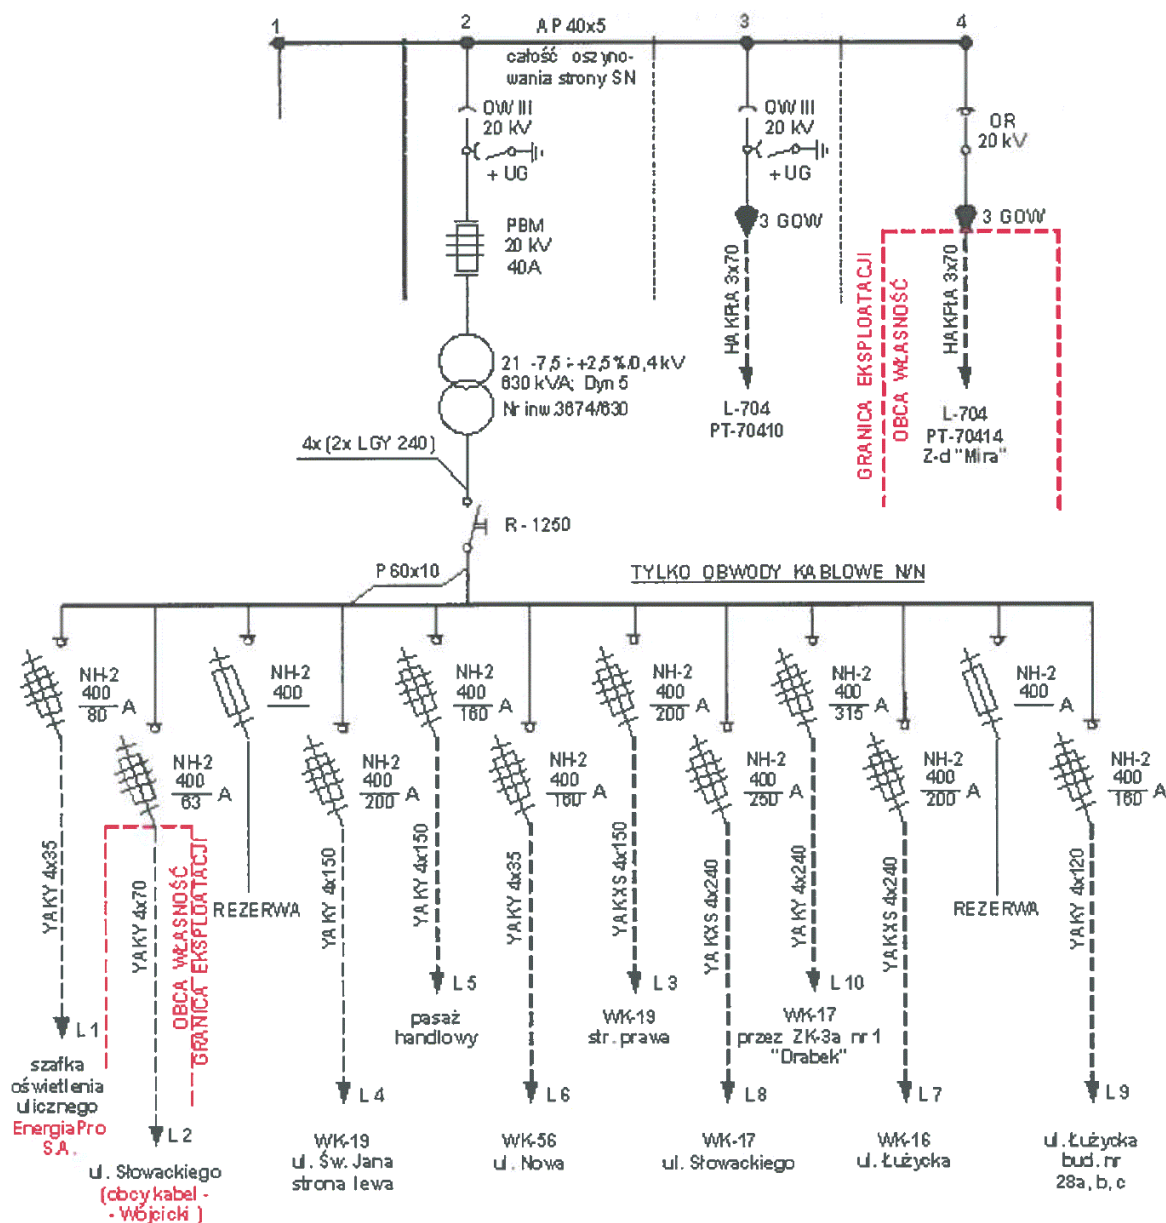 1
2
AP 40x5
3
4
całość oszyno-
wania strony SN
OW III
20 kV
+ UG
OW III
20 kV
+ UG
OR
20 kV
PBM
20 kV
40A
3 GOW
3 GOW
HAKFtA 3x70
HAKFtA 3x70
GRANICA EKSPLOATACJI
OBCA WŁASNOŚĆ
21 -7,5 ÷+2,5%/0,4 kV
630 kVA; Dyn 5
Nr inw.3674/630
L-704
PT-70410
L-704
PT-70414
Z-d "Mira"
4x (2x LGY 240)
R - 1250
P 60x10
TYLKO OBWODY KABLOWE N/N
NH-2
400
80 A
NH-2
400
63 A
NH-2
400
NH-2
400
200 A
NH-2
400
160 A
NH-2
400
160 A
NH-2
400
200 A
NH-2
400
250 A
NH-2
400
315 A
NH-2
400
200 A
NH-2
400 A
NH-2
400
160 A
YAKY 4x35
YAKY 4x70
OBCA WŁASNOŚĆ
GRANICA EKSPLOATACJI
REZERWA
YAKY 4x150
YAKY 4x150
YAKY 4x35
YAKXS 4x150
YAKXS 4x240
YAKY 4x240
YAKXS 4x240
REZERWA
YAKY 4x120
L 1
szafka
oświetlenia
ulicznego
EnergiaPro
S.A.
L 2
ul. Słowackiego
(obcy kabel -
- Wójcicki )
L 4
WK-19
ul. Św. Jana
strona lewa
L 5
pasaż
handlowy
L 6
WK-56
ul. Nowa
L 3
WK-19
str. prawa
L 8
WK-17
ul. Słowackiego
L 10
WK-17
przez ZK-3a nr 1
"Drabek"
L 7
WK-16
ul. Łużycka
L 9
ul. Łużycka
bud. nr
28a, b, c